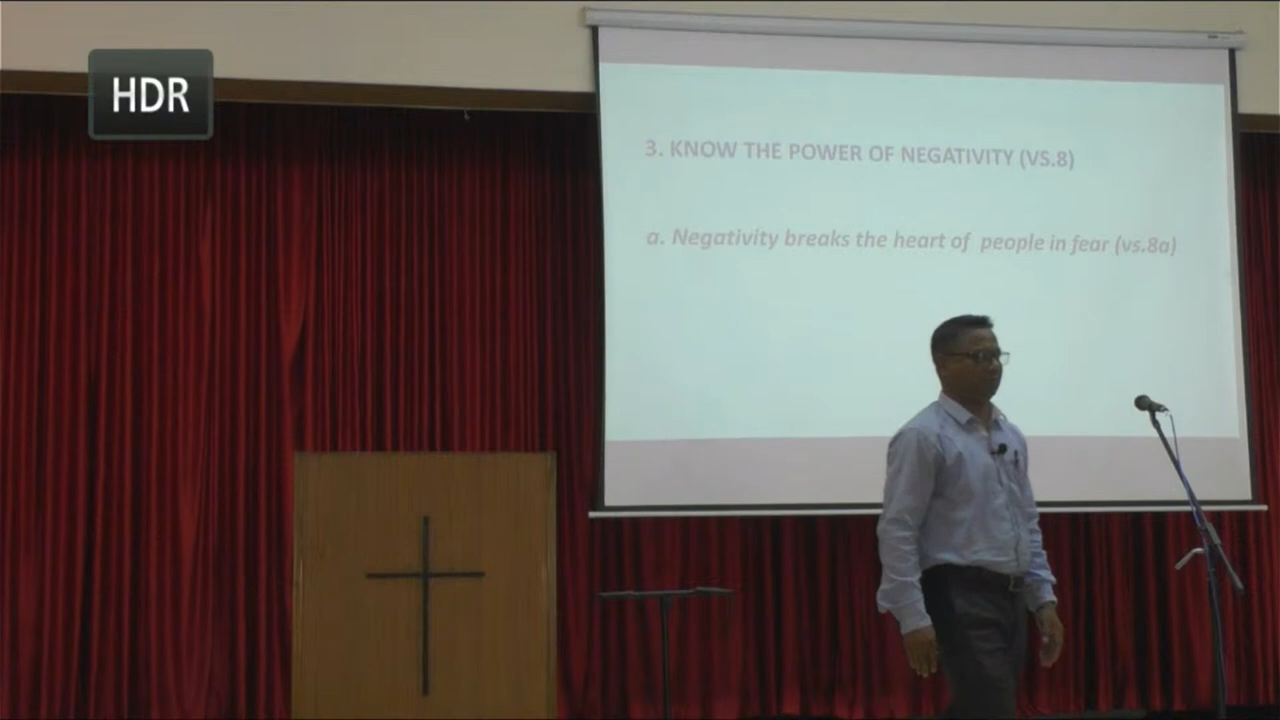 HDR
3. KNOW THE POWER OF NEGATIVITY (VS.8)
a. Negativity breaks the heart of people in fear (vs.8a)